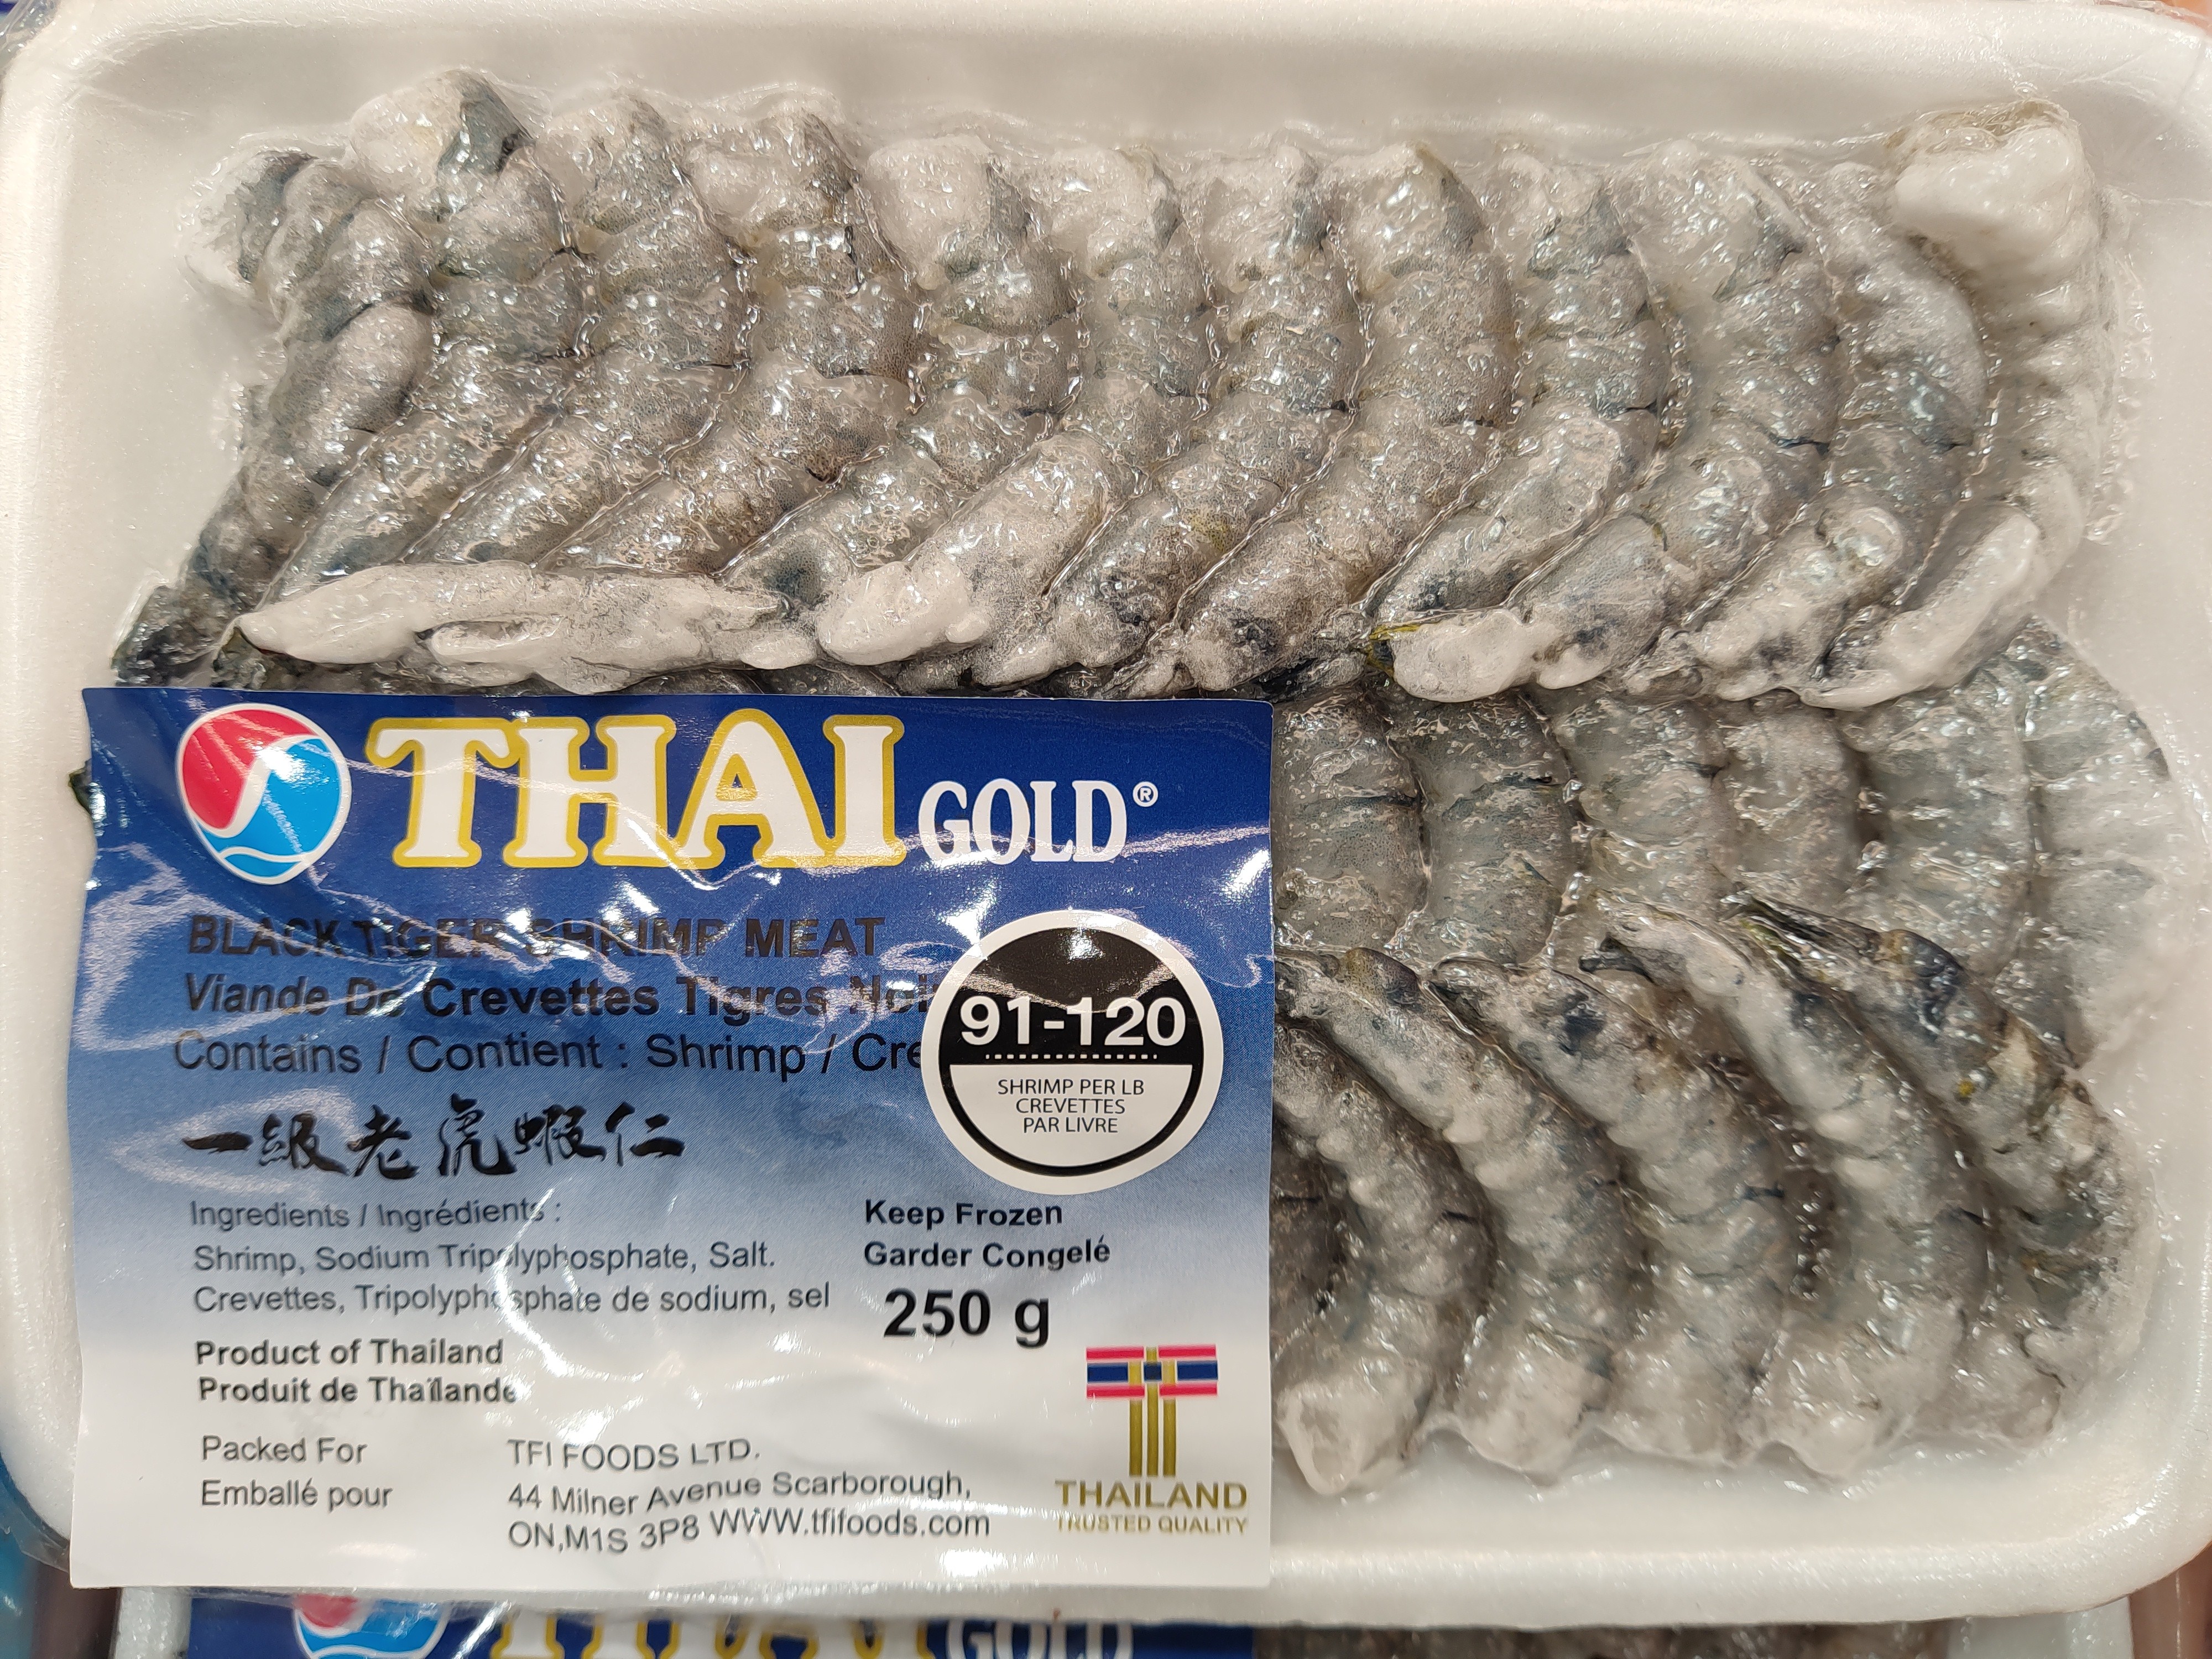 THAI GOLD®
BLACK TIGER SHRIMP MEAT
Viande De Crevettes Tigres Noi
Contains / Contient : Shrimp / Cre
91-120
SHRIMP PER LB
CREVETTES
PAR LIVRE
一級老虎蝦仁
Ingredients / Ingrédients :
Shrimp, Sodium Tripolyphosphate, Salt.
Crevettes, Tripolyphosphate de sodium, sel
Keep Frozen
Garder Congelé
250 g
Product of Thailand
Produit de Thaïlande
Packed For
Emballé pour
TFI FOODS LTD.
44 Milner Avenue Scarborough,
ON,M1S 3P8 WWW.tfifoods.com
THAILAND
TRUSTED QUALITY
THAI GOLD